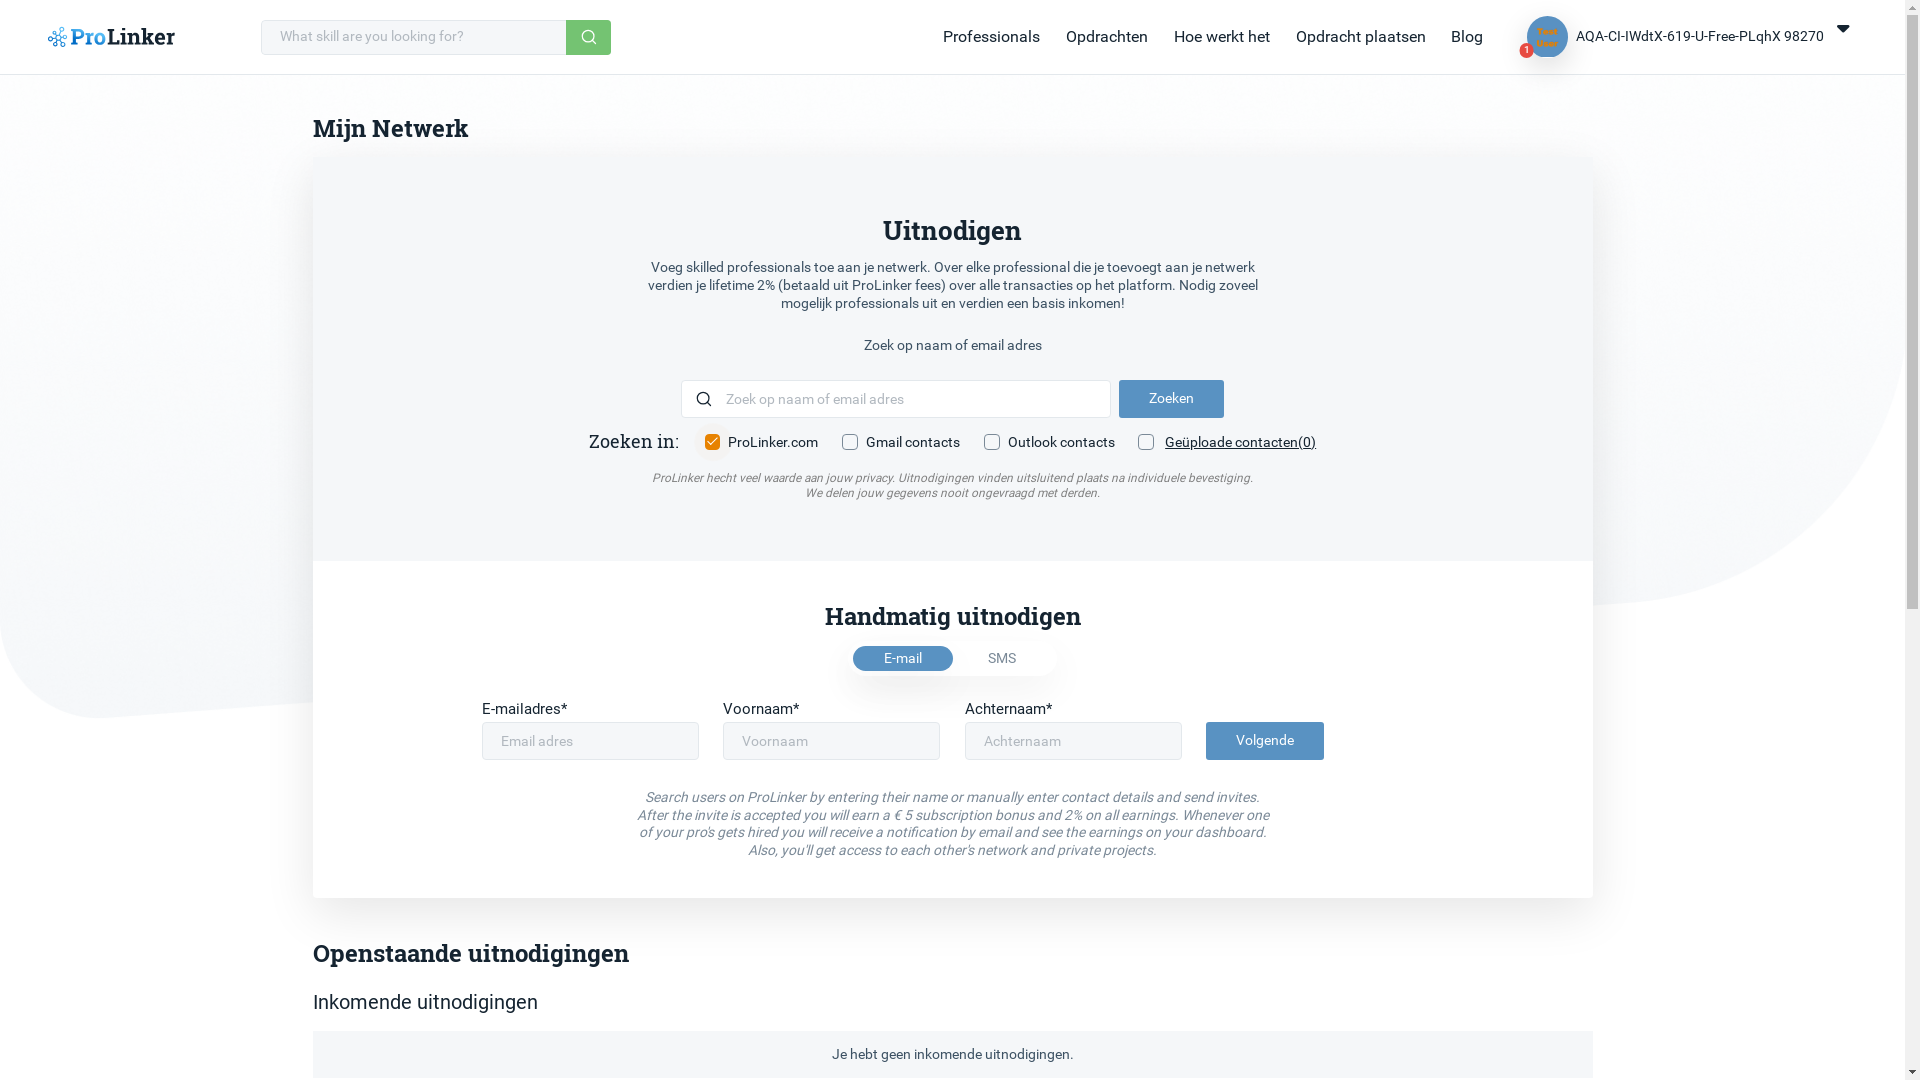 ProLinker
What skill are you looking for?
Professionals
Opdrachten
Hoe werkt het
Opdracht plaatsen
Blog
Test
User
1
AQA-CI-IWdtX-619-U-Free-PLqhX 98270
Mijn Netwerk
Uitnodigen
Voeg skilled professionals toe aan je netwerk. Over elke professional die je toevoegt aan je netwerk
verdien je lifetime 2% (betaald uit ProLinker fees) over alle transacties op het platform. Nodig zoveel
mogelijk professionals uit en verdien een basis inkomen!
Zoek op naam of email adres
Zoek op naam of email adres
Zoeken
Zoeken in:
ProLinker.com
Gmail contacts
Outlook contacts
Geüploade contacten(0)
ProLinker hecht veel waarde aan jouw privacy. Uitnodigingen vinden uitsluitend plaats na individuele bevestiging.
We delen jouw gegevens nooit ongevraagd met derden.
Handmatig uitnodigen
E-mail
SMS
E-mailadres*
Voornaam*
Achternaam*
Email adres
Voornaam
Achternaam
Volgende
Search users on ProLinker by entering their name or manually enter contact details and send invites.
After the invite is accepted you will earn a € 5 subscription bonus and 2% on all earnings. Whenever one
of your pro's gets hired you will receive a notification by email and see the earnings on your dashboard.
Also, you'll get access to each other's network and private projects.
Openstaande uitnodigingen
Inkomende uitnodigingen
Je hebt geen inkomende uitnodigingen.